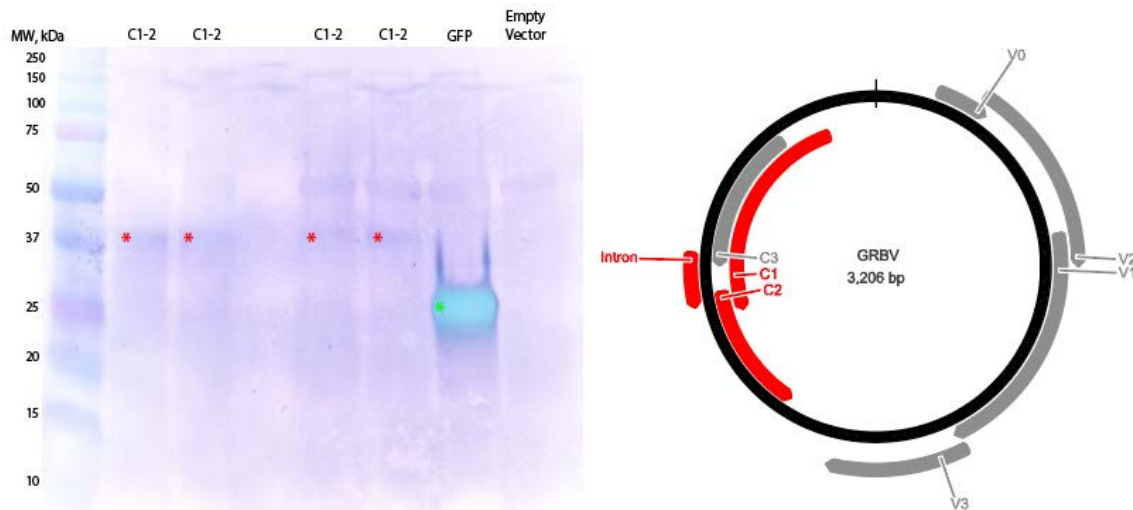 MW, kDa
C1-2
C1-2
C1-2
C1-2
GFP
Empty
Vector
250
150
100
75
50
37
25
20
15
10
*
*
*
*
*
V0
V2
V1
V3
Intron
C3
C1
C2
GRBV
3,206 bp